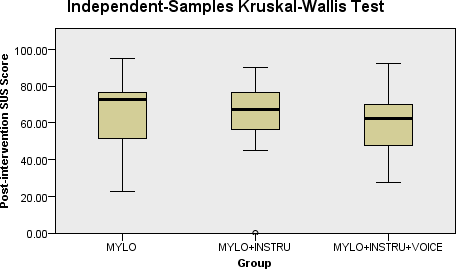 Independent-Samples Kruskal-Wallis Test
Post-intervention SUS Score
100.00
80.00
60.00
40.00
20.00
0.00
MYLO
MYLO+INSTRU
MYLO+INSTRU+VOICE
Group